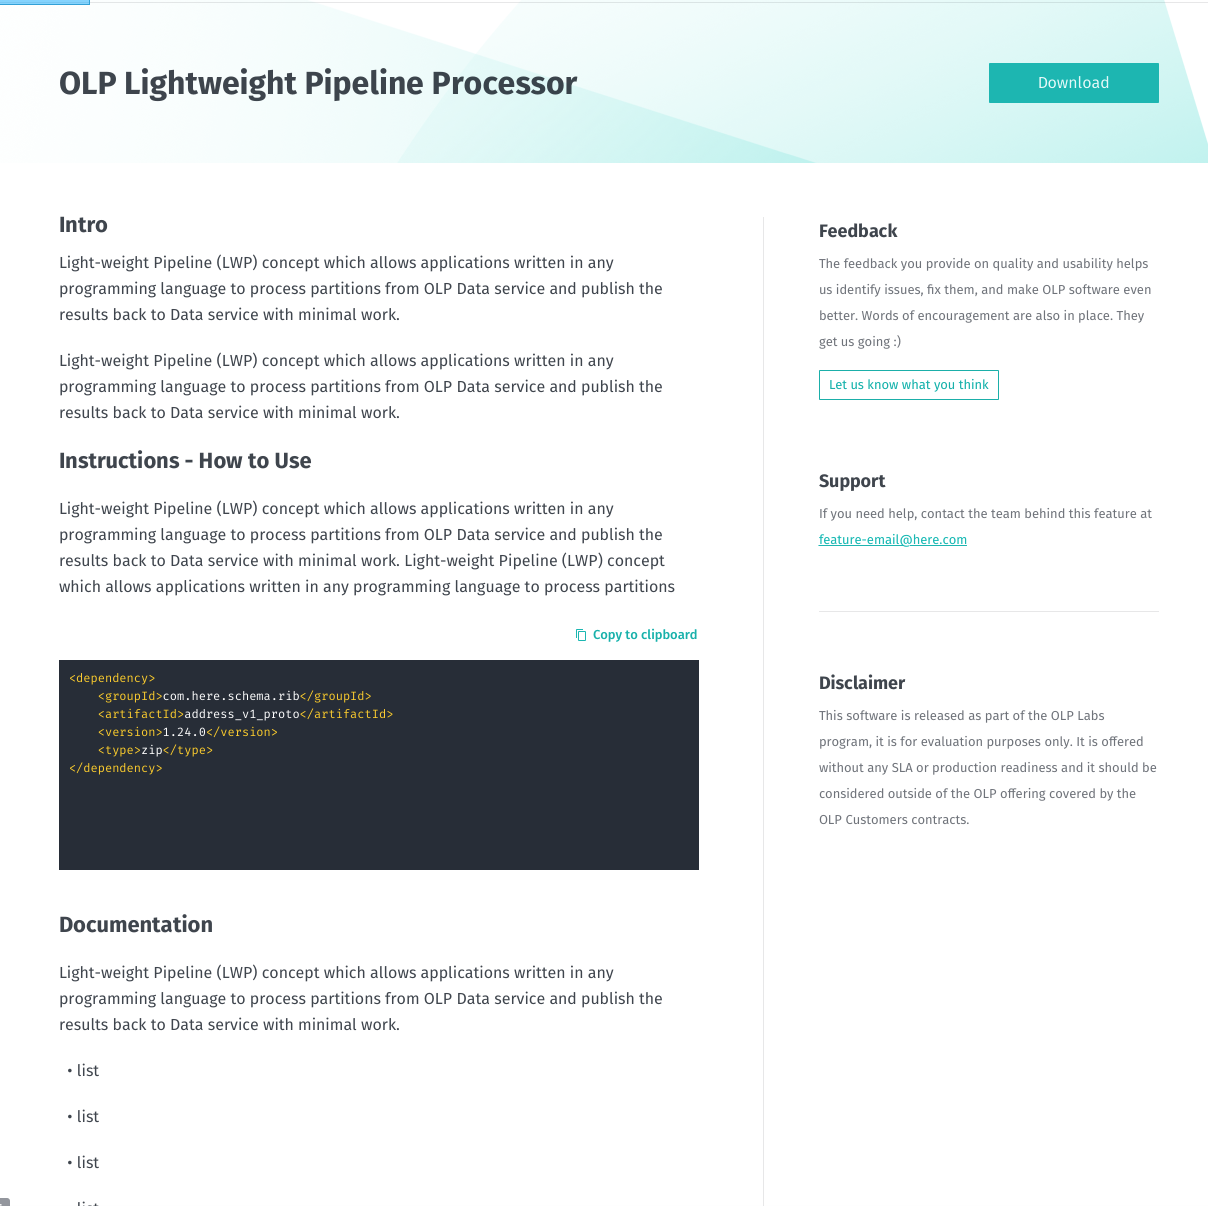 OLP Lightweight Pipeline Processor
Download
Intro
Light-weight Pipeline (LWP) concept which allows applications written in any
programming language to process partitions from OLP Data service and publish the
results back to Data service with minimal work.
Light-weight Pipeline (LWP) concept which allows applications written in any
programming language to process partitions from OLP Data service and publish the
results back to Data service with minimal work.
Instructions - How to Use
Light-weight Pipeline (LWP) concept which allows applications written in any
programming language to process partitions from OLP Data service and publish the
results back to Data service with minimal work. Light-weight Pipeline (LWP) concept
which allows applications written in any programming language to process partitions
Copy to clipboard
<dependency>
    <groupId>com.here.schema.rib</groupId>
    <artifactId>address_v1_proto</artifactId>
    <version>1.24.0</version>
    <type>zip</type>
</dependency>
Documentation
Light-weight Pipeline (LWP) concept which allows applications written in any
programming language to process partitions from OLP Data service and publish the
results back to Data service with minimal work.
• list
• list
• list
Feedback
The feedback you provide on quality and usability helps
us identify issues, fix them, and make OLP software even
better. Words of encouragement are also in place. They
get us going :)
Let us know what you think
Support
If you need help, contact the team behind this feature at
feature-email@here.com
Disclaimer
This software is released as part of the OLP Labs
program, it is for evaluation purposes only. It is offered
without any SLA or production readiness and it should be
considered outside of the OLP offering covered by the
OLP Customers contracts.